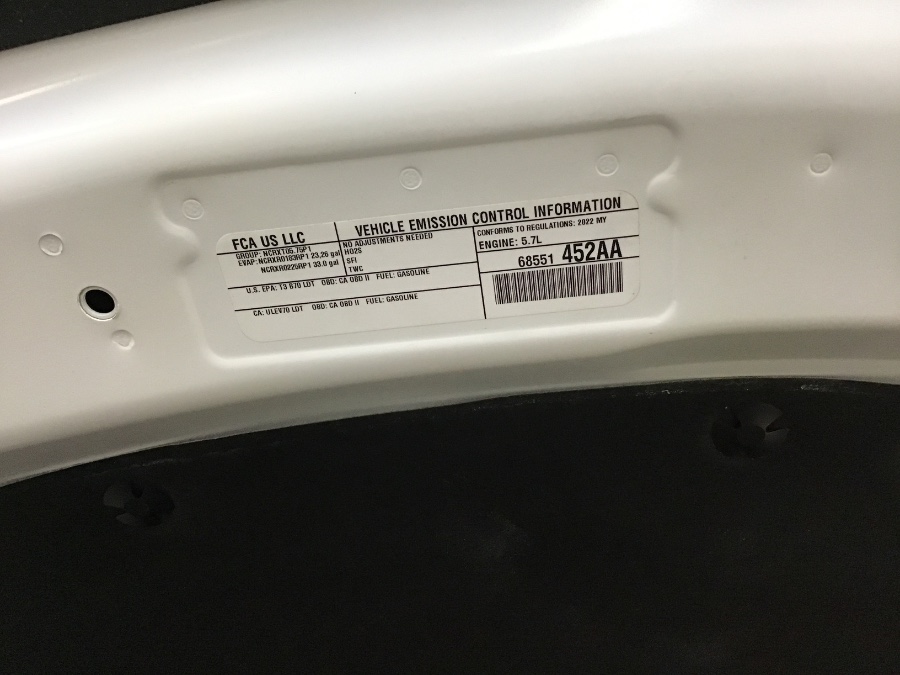 VEHICLE EMISSION CONTROL INFORMATION
FCA US LLC
GROUP: NCRXT05.75P1
EVAP: NCRXR0183RP1 23,26 gal
NCRXR0225RP1 33.0 gal
NO ADJUSTMENTS NEEDED
HO2S
SFI
TWC
CONFORMS TO REGULATIONS: 2022 MY
ENGINE: 5.7L
68551 452AA
U.S. EPA: T3 B70 LDT OBD: CA OBD II FUEL: GASOLINE
CA: ULEV70 LDT OBD: CA OBD II FUEL: GASOLINE